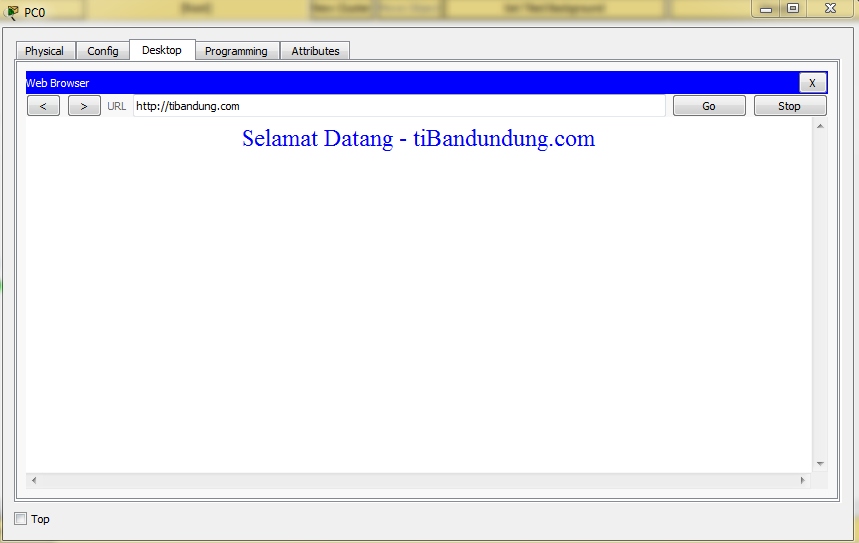 PC0
Physical Config Desktop Programming Attributes
Web Browser X
< > URL http://tibandung.com Go Stop
Selamat Datang - tiBandundung.com
Top